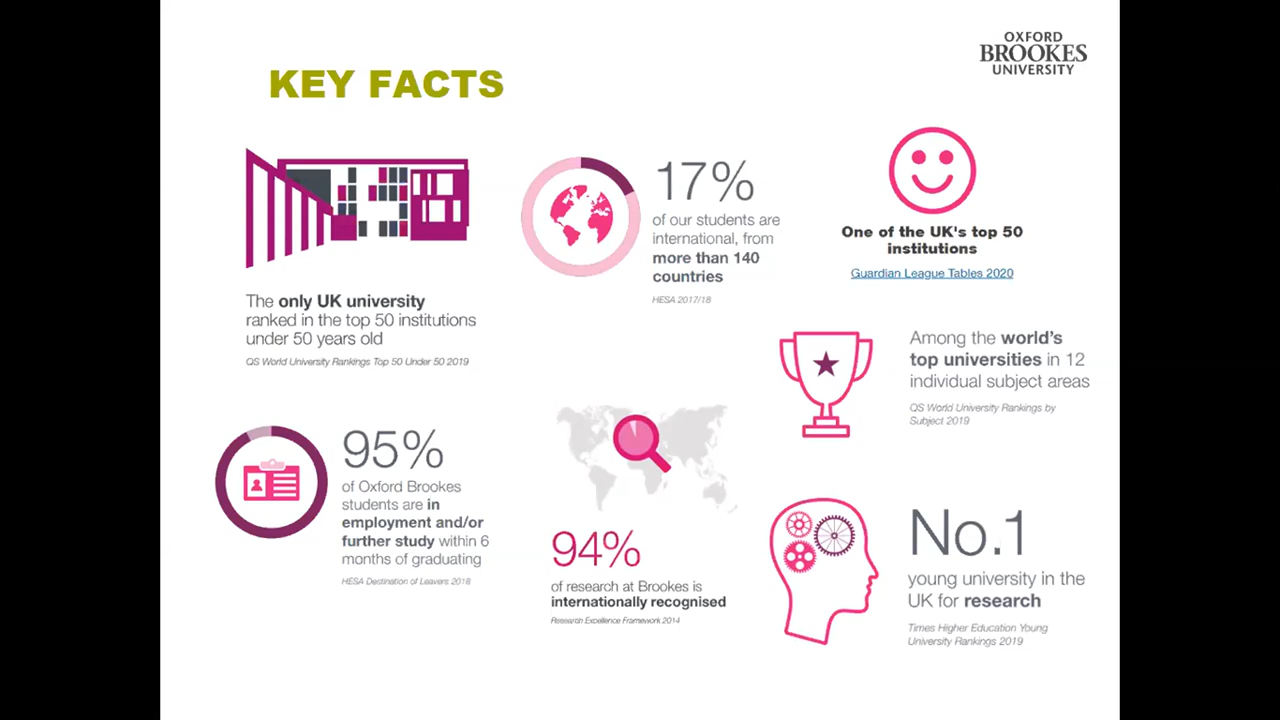 OXFORD
BROOKES
UNIVERSITY
KEY FACTS
The only UK university
ranked in the top 50 institutions
under 50 years old
QS World University Rankings Top 50 Under 50 2019
17%
of our students are
international, from
more than 140
countries
HESA 2017/18
One of the UK's top 50
institutions
Guardian League Tables 2020
Among the world's
top universities in 12
individual subject areas
QS World University Rankings by
Subject 2019
95%
of Oxford Brookes
students are in
employment and/or
further study within 6
months of graduating
HESA Destination of Leavers 2018
94%
of research at Brookes is
internationally recognised
Research Excellence Framework 2014
No.1
young university in the
UK for research
Times Higher Education Young
University Rankings 2019